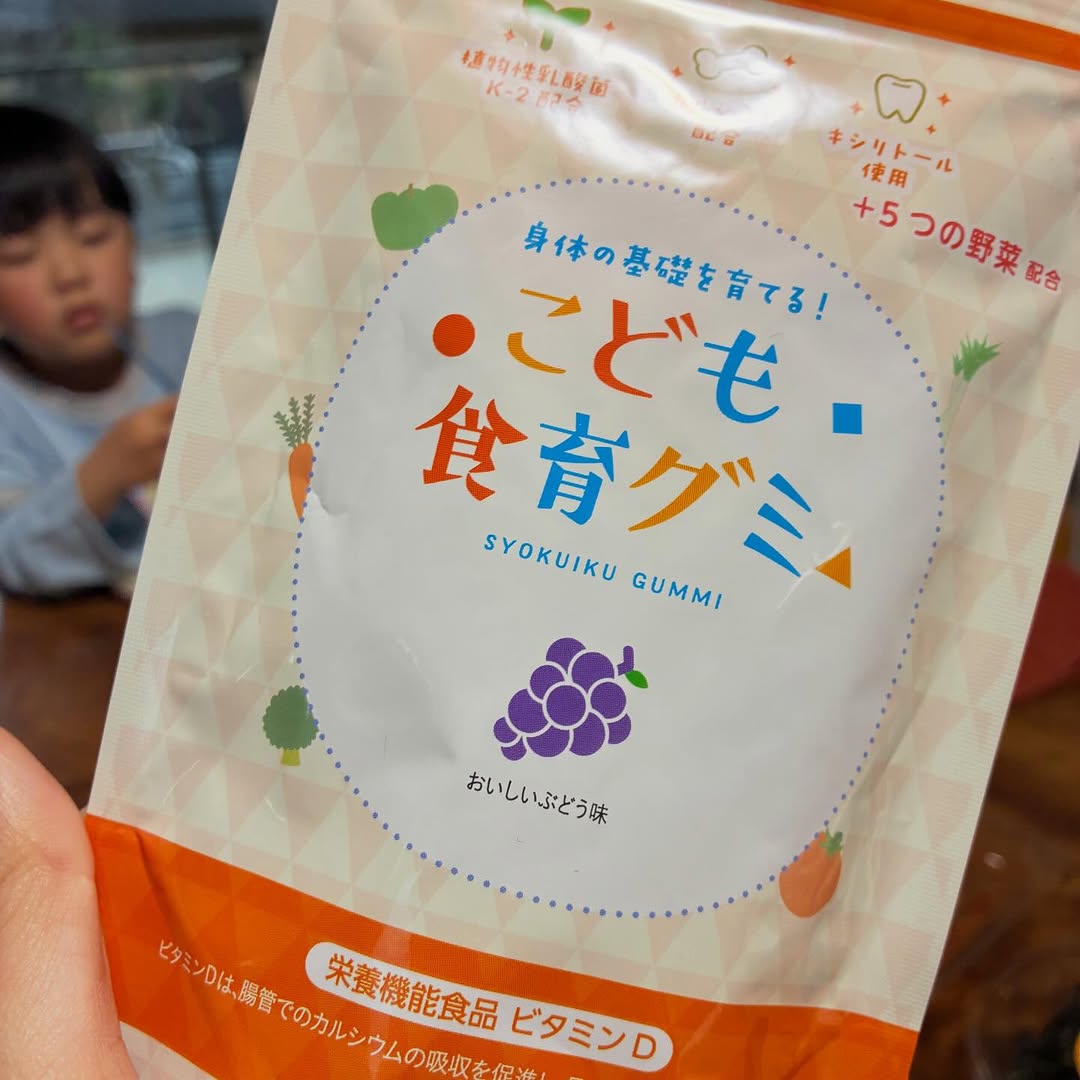 植物性乳酸菌
K-2 配合
配合
キシリトール
使用
+5つの野菜 配合
身体の基礎を育てる!
こども
食育グミ
SYOKUIKU GUMMI
おいしいぶどう味
栄養機能食品 ビタミンD
ビタミンDは、腸管でのカルシウムの吸収を促進し